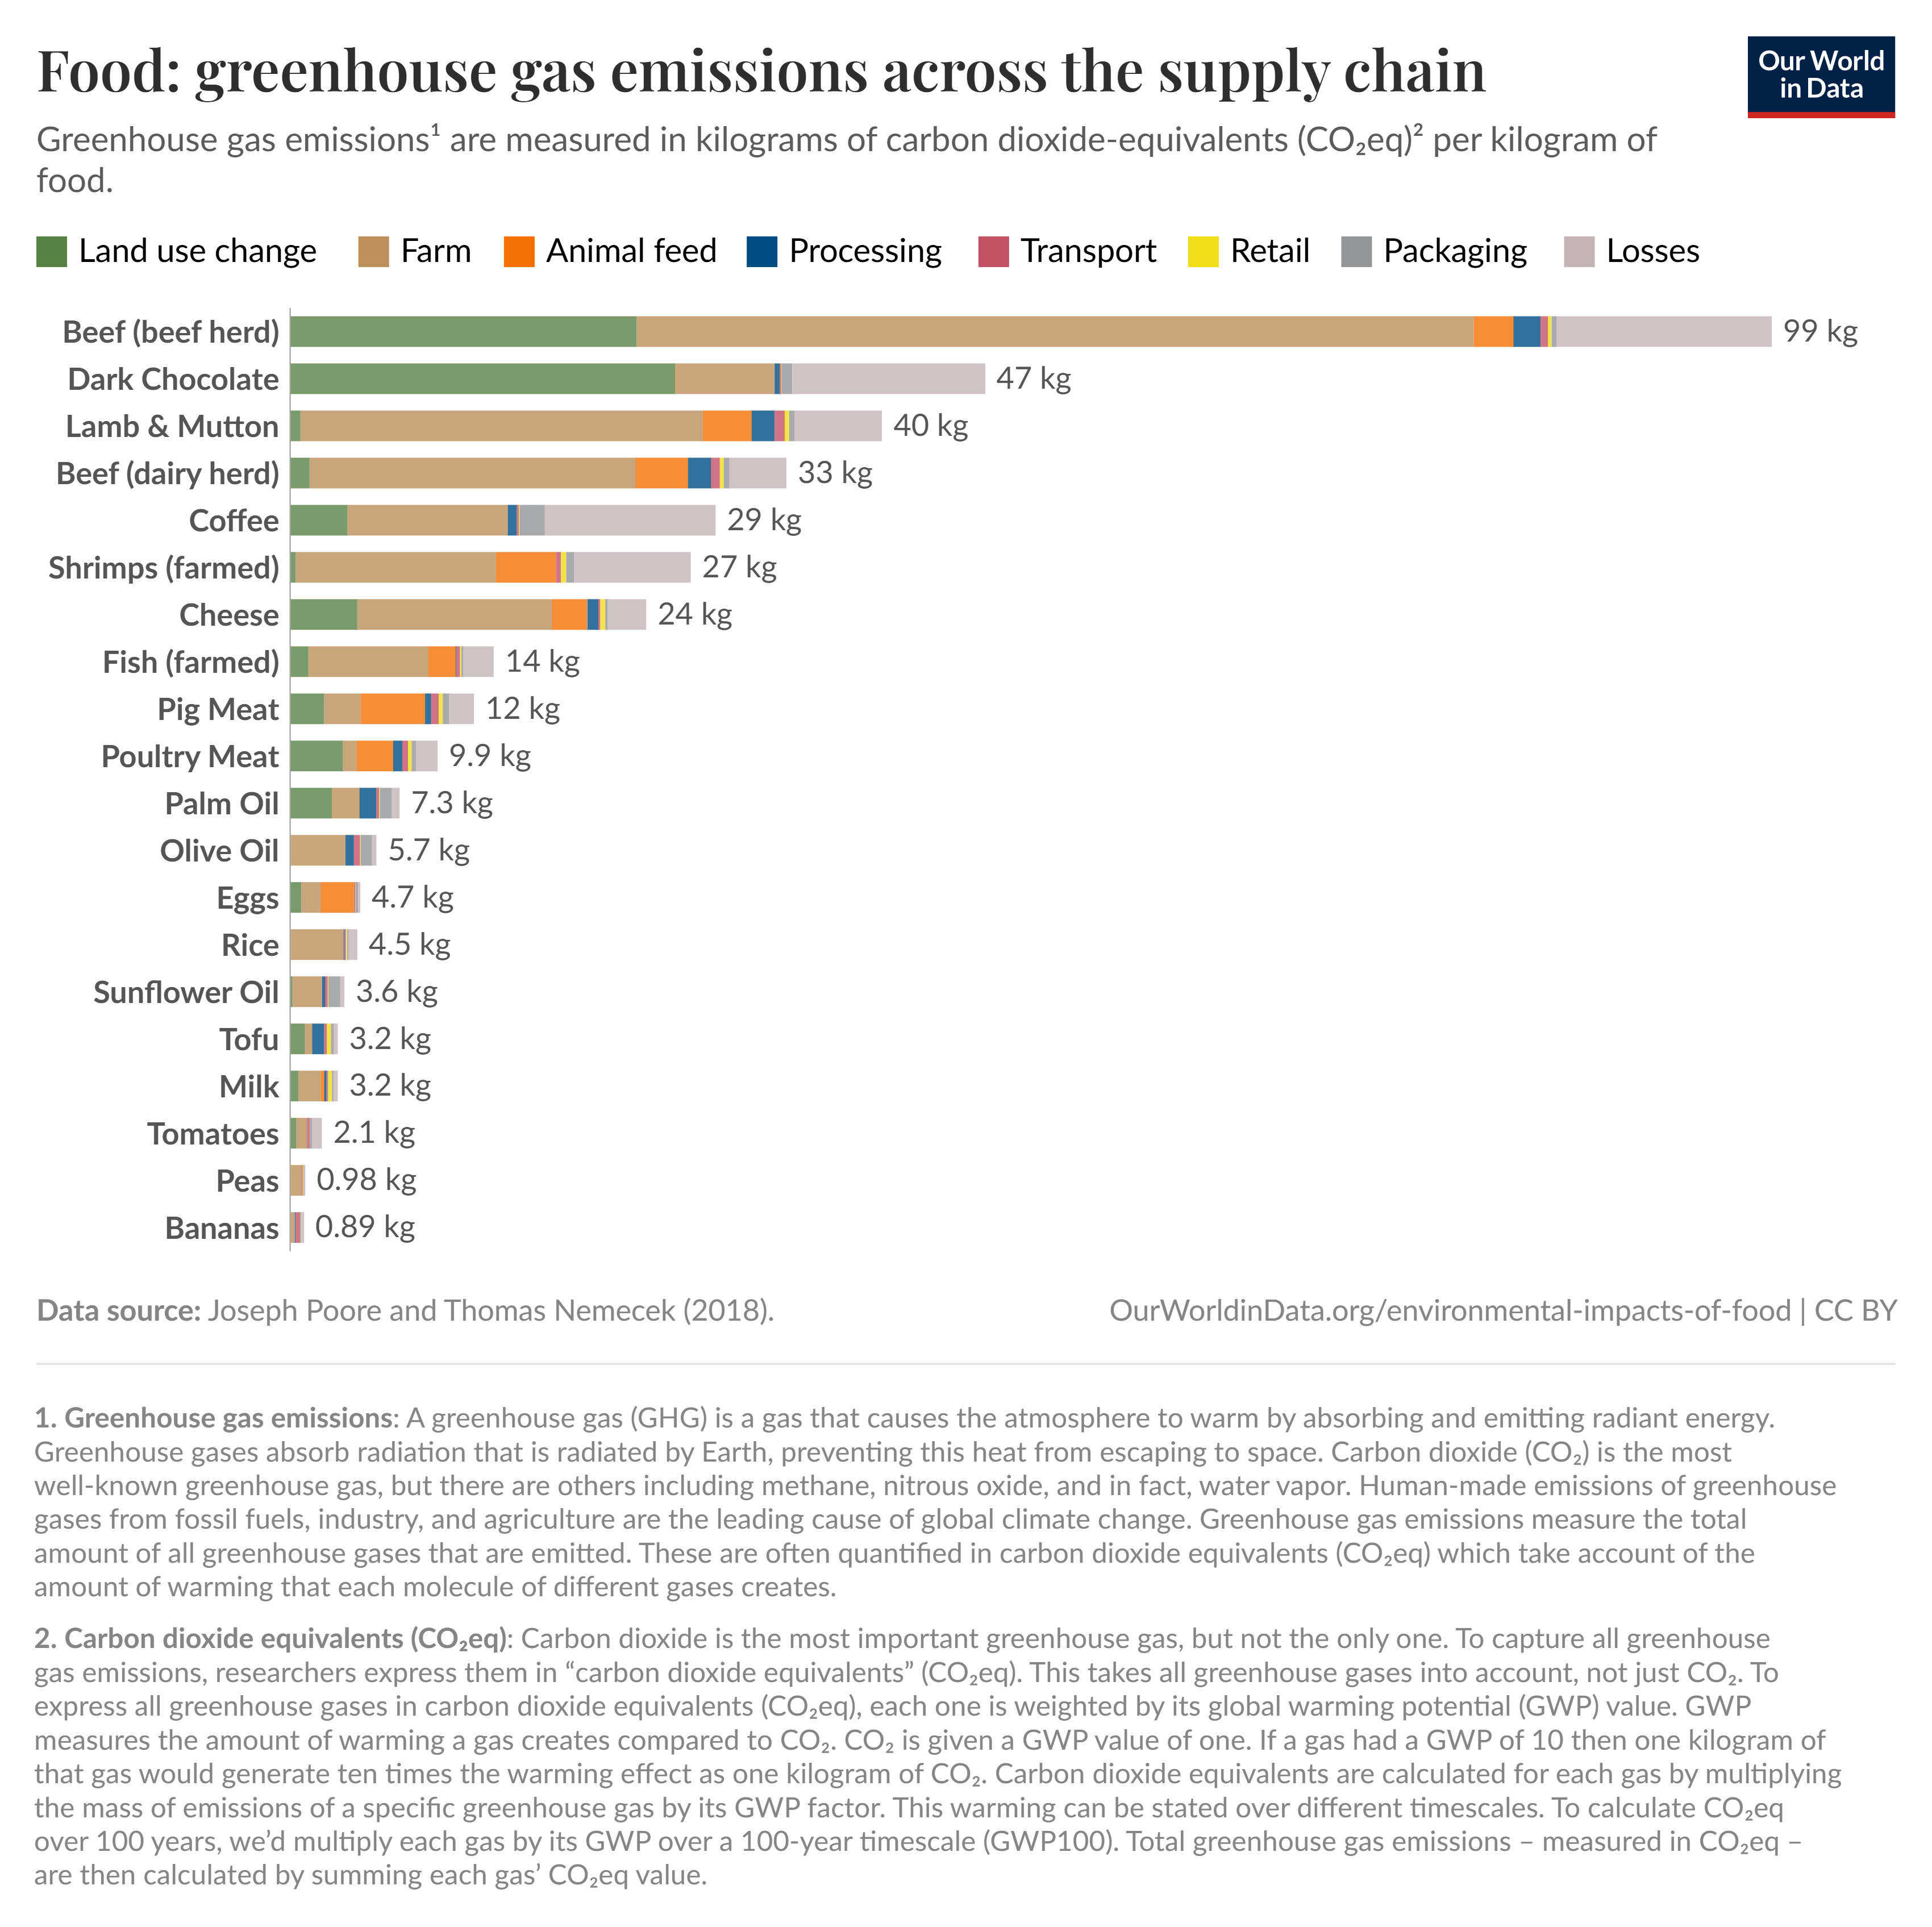 Food: greenhouse gas emissions across the supply chain
Our World
in Data
Greenhouse gas emissions¹ are measured in kilograms of carbon dioxide-equivalents (CO₂eq)² per kilogram of
food.
Land use change Farm Animal feed Processing Transport Retail Packaging Losses
Beef (beef herd) 99 kg
Dark Chocolate 47 kg
Lamb & Mutton 40 kg
Beef (dairy herd) 33 kg
Coffee 29 kg
Shrimps (farmed) 27 kg
Cheese 24 kg
Fish (farmed) 14 kg
Pig Meat 12 kg
Poultry Meat 9.9 kg
Palm Oil 7.3 kg
Olive Oil 5.7 kg
Eggs 4.7 kg
Rice 4.5 kg
Sunflower Oil 3.6 kg
Tofu 3.2 kg
Milk 3.2 kg
Tomatoes 2.1 kg
Peas 0.98 kg
Bananas 0.89 kg
Data source: Joseph Poore and Thomas Nemecek (2018). OurWorldinData.org/environmental-impacts-of-food | CC BY
1. Greenhouse gas emissions: A greenhouse gas (GHG) is a gas that causes the atmosphere to warm by absorbing and emitting radiant energy.
Greenhouse gases absorb radiation that is radiated by Earth, preventing this heat from escaping to space. Carbon dioxide (CO₂) is the most
well-known greenhouse gas, but there are others including methane, nitrous oxide, and in fact, water vapor. Human-made emissions of greenhouse
gases from fossil fuels, industry, and agriculture are the leading cause of global climate change. Greenhouse gas emissions measure the total
amount of all greenhouse gases that are emitted. These are often quantified in carbon dioxide equivalents (CO₂eq) which take account of the
amount of warming that each molecule of different gases creates.
2. Carbon dioxide equivalents (CO₂eq): Carbon dioxide is the most important greenhouse gas, but not the only one. To capture all greenhouse
gas emissions, researchers express them in “carbon dioxide equivalents” (CO₂eq). This takes all greenhouse gases into account, not just CO₂. To
express all greenhouse gases in carbon dioxide equivalents (CO₂eq), each one is weighted by its global warming potential (GWP) value. GWP
measures the amount of warming a gas creates compared to CO₂. CO₂ is given a GWP value of one. If a gas had a GWP of 10 then one kilogram of
that gas would generate ten times the warming effect as one kilogram of CO₂. Carbon dioxide equivalents are calculated for each gas by multiplying
the mass of emissions of a specific greenhouse gas by its GWP factor. This warming can be stated over different timescales. To calculate CO₂eq
over 100 years, we’d multiply each gas by its GWP over a 100-year timescale (GWP100). Total greenhouse gas emissions – measured in CO₂eq –
are then calculated by summing each gas’ CO₂eq value.